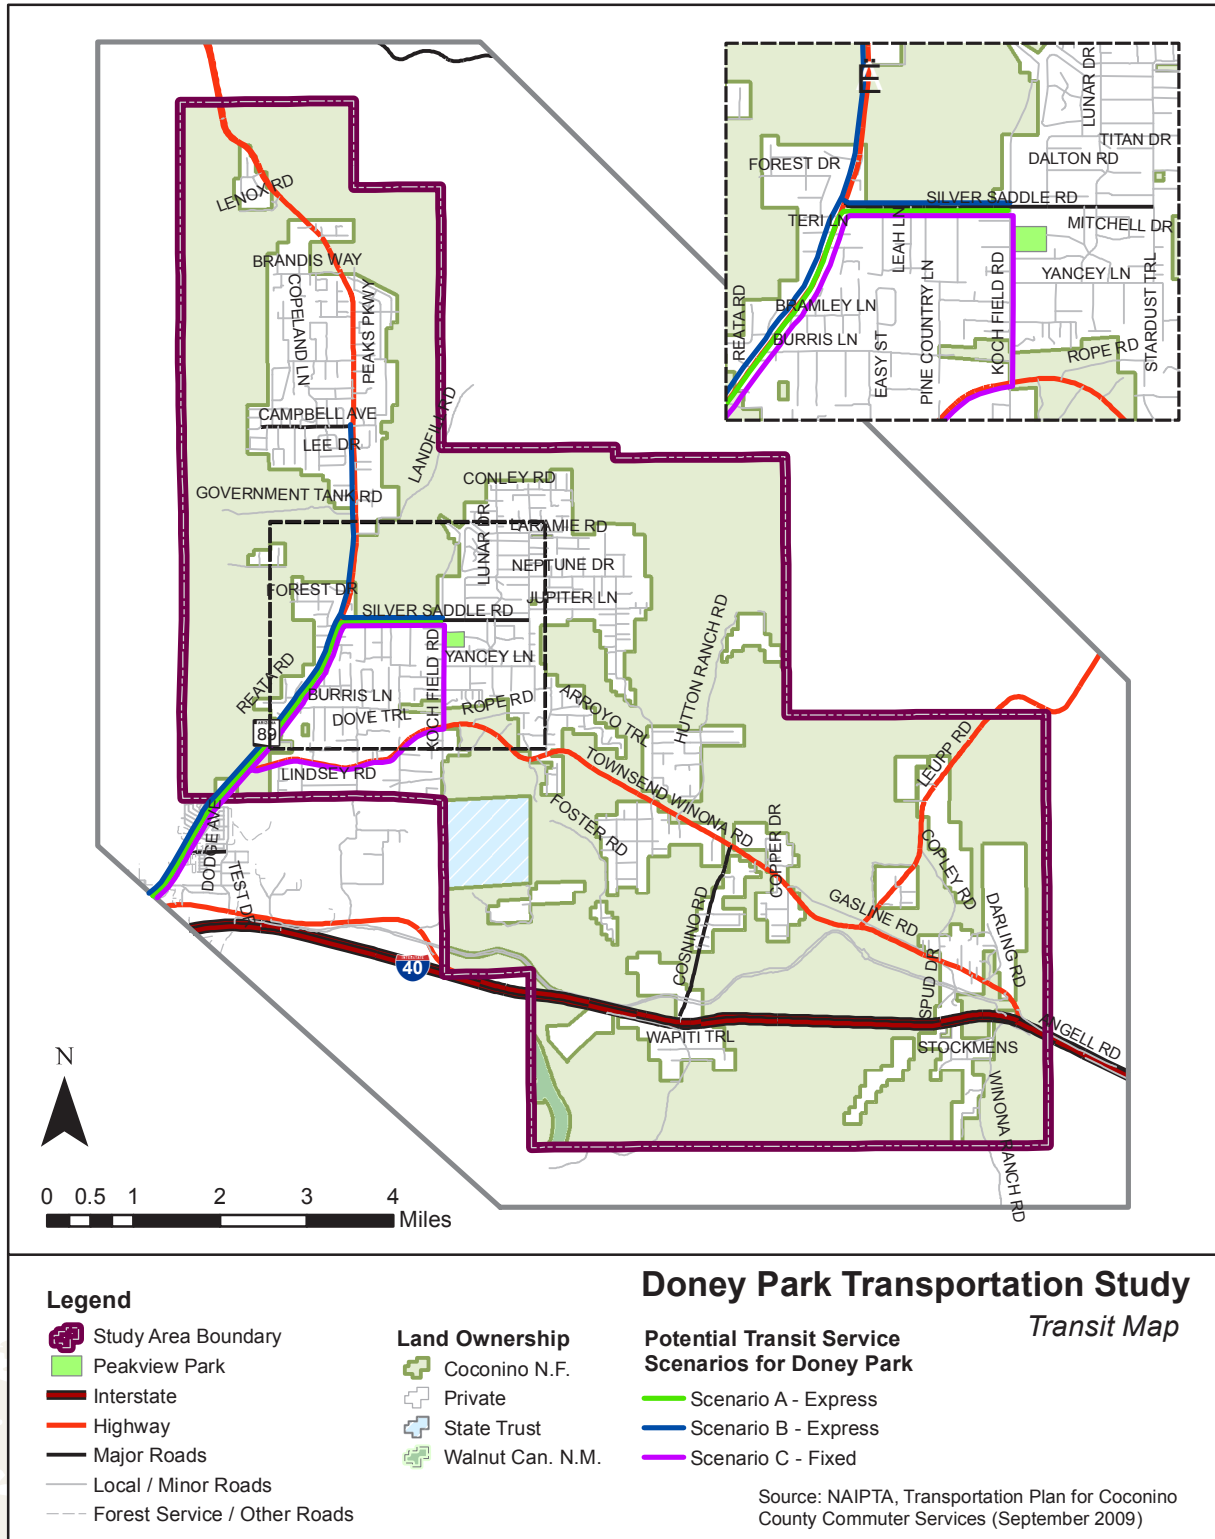 LENOX RD
BRANDIS WAY
COPELAND LN
PEAKS PKWY
CAMPBELL AVE
LEE DR
LANDFILL RD
GOVERNMENT TANK RD
CONLEY RD
LUNAR DR
LARAMIE RD
NEPTUNE DR
FOREST DR
JUPITER LN
SILVER SADDLE RD
HUTTON RANCH RD
REATA RD
KOCH FIELD RD
YANCEY LN
BURRIS LN
DOVE TRL
ROPE RD
ARROYO TRL
89
LINDSEY RD
TOWNSEND WINONA RD
LEUPP RD
DODGE AVE
FOSTER RD
COPPER DR
COPLEY RD
TEST DR
COSNINO RD
GASLINE RD
DARLING RD
40
SPUD DR
WAPITI TRL
STOCKMENS
ANGELL RD
WINONA RANCH RD
LUNAR DR
TITAN DR
FOREST DR
DALTON RD
SILVER SADDLE RD
TERI LN
LEAH LN
MITCHELL DR
YANCEY LN
REATA RD
BRAMLEY LN
BURRIS LN
EASY ST
PINE COUNTRY LN
KOCH FIELD RD
ROPE RD
STARDUST TRL
N
0 0.5 1 2 3 4
Miles
Doney Park Transportation Study
Transit Map
Legend
Study Area Boundary
Peakview Park
Interstate
Highway
Major Roads
Local / Minor Roads
Forest Service / Other Roads
Land Ownership
Coconino N.F.
Private
State Trust
Walnut Can. N.M.
Potential Transit Service
Scenarios for Doney Park
Scenario A - Express
Scenario B - Express
Scenario C - Fixed
Source: NAIPTA, Transportation Plan for Coconino
County Commuter Services (September 2009)